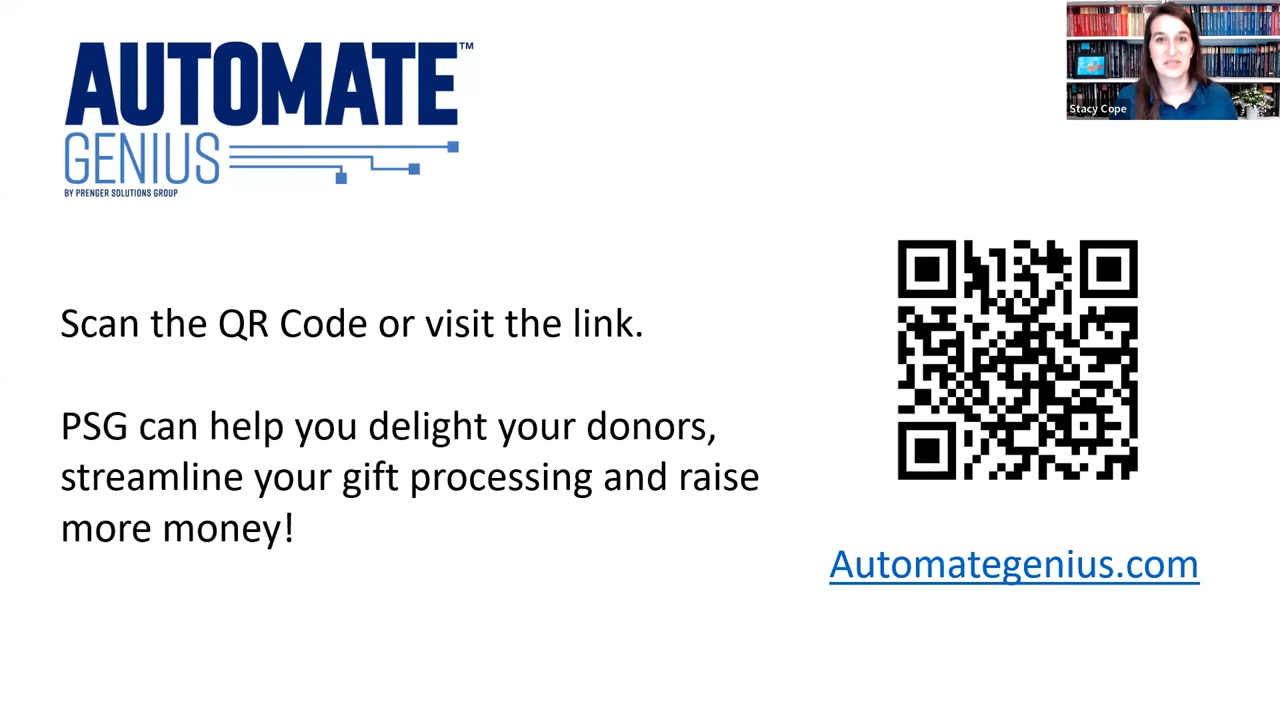 AUTOMATE™
GENIUS
BY PRENGER SOLUTIONS GROUP
Stacy Cope
Scan the QR Code or visit the link.
PSG can help you delight your donors,
streamline your gift processing and raise
more money!
Automategenius.com